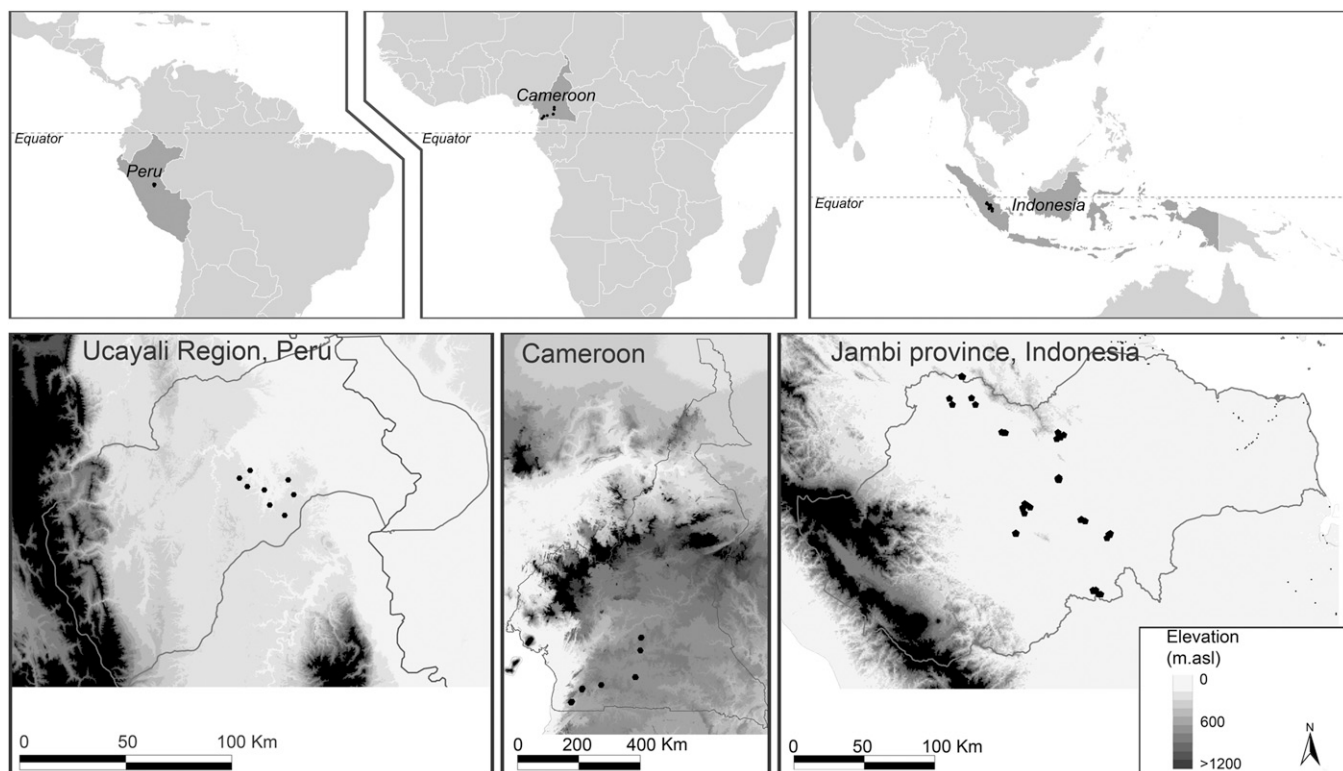 Equator
Peru
Cameroon
Equator
Equator
Indonesia
Ucayali Region, Peru
Cameroon
Jambi province, Indonesia
0 50 100 Km
0 200 400 Km
0 50 100 Km
Elevation
(m.asl)
0
600
>1200
N